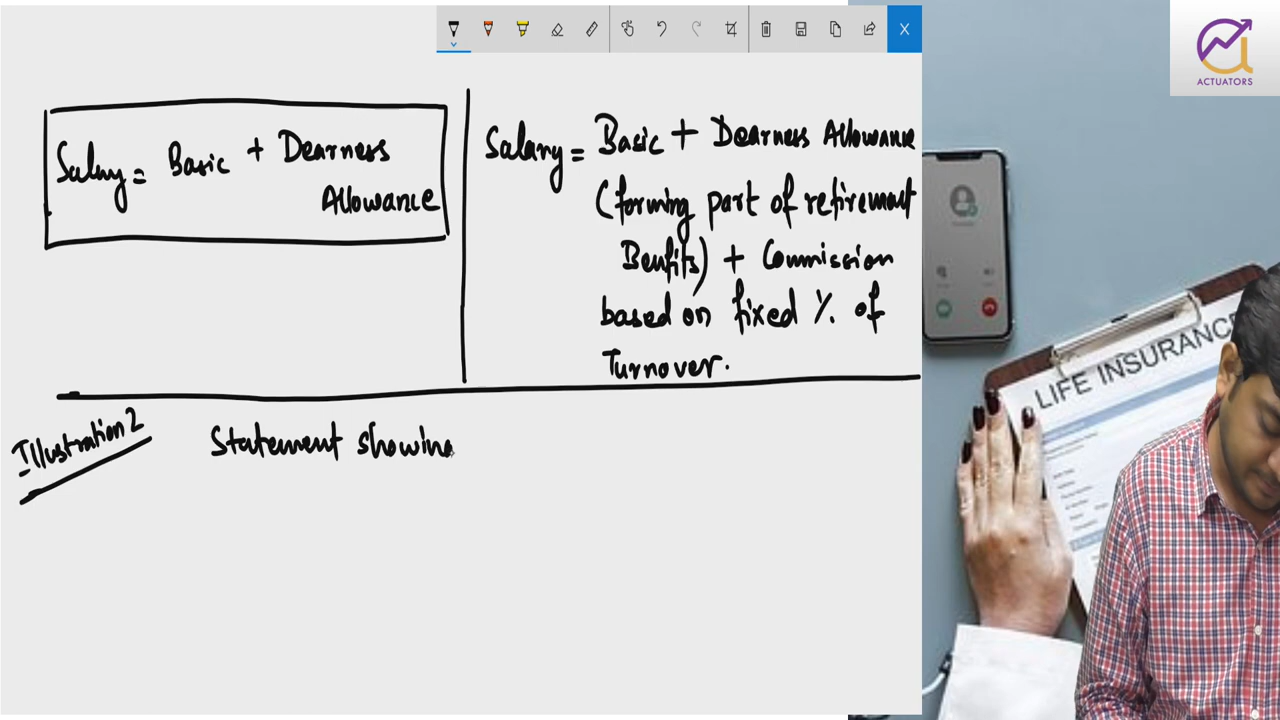 Salary = Basic + Dearness
Allowance
Salary = Basic + Dearness Allowance
(forming part of retirement
Benfits) + Commission
based on fixed % of
Turnover.
Illustration 2
Statement showing
X
ACTUATORS
LIFE INSURANCE